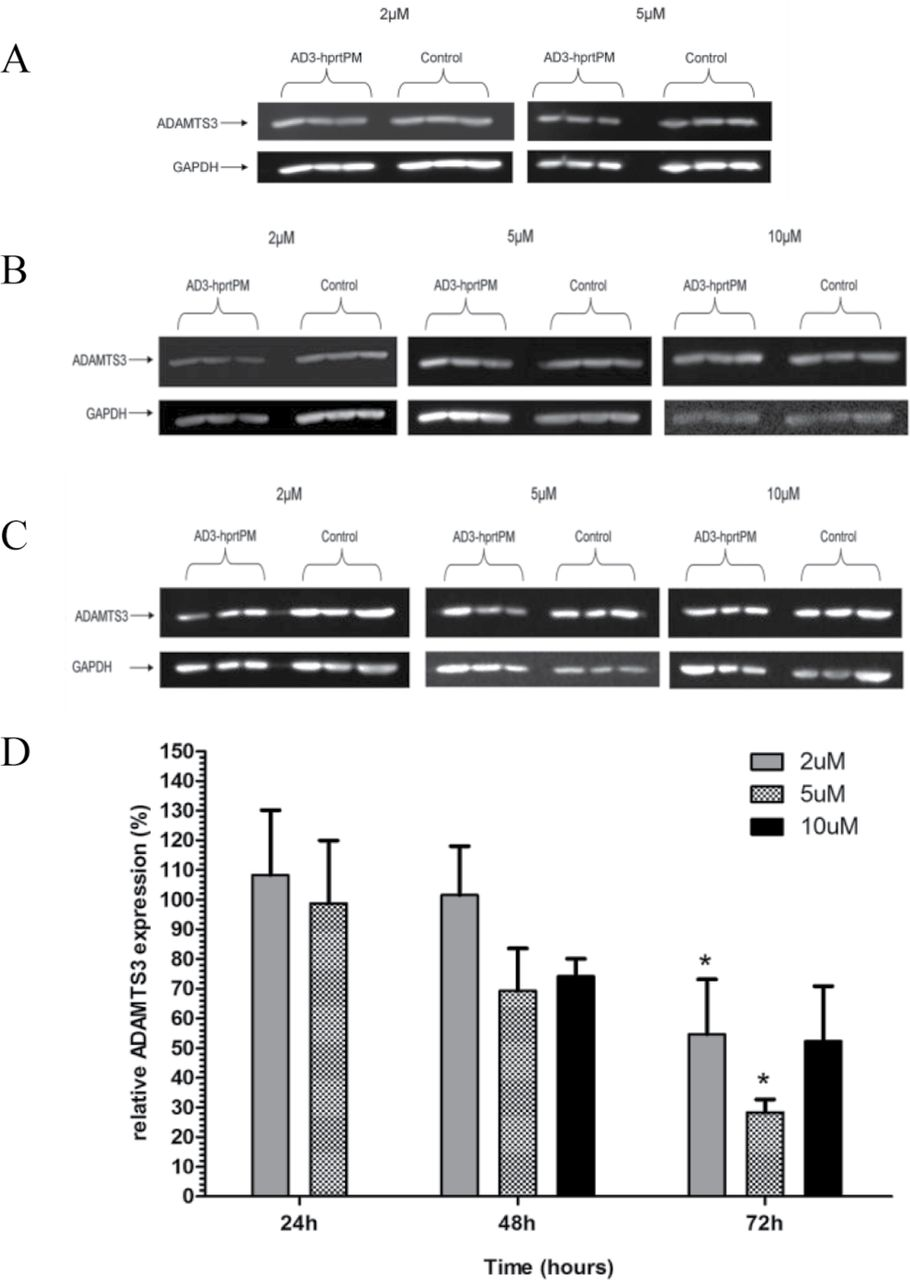 A
2µM 5µM
AD3-hprtPM Control AD3-hprtPM Control
ADAMTS3
GAPDH
B
2µM 5µM 10µM
AD3-hprtPM Control AD3-hprtPM Control AD3-hprtPM Control
ADAMTS3
GAPDH
C
2µM 5µM 10µM
AD3-hprtPM Control AD3-hprtPM Control AD3-hprtPM Control
ADAMTS3
GAPDH
D
relative ADAMTS3 expression (%)
150
140
130
120
110
100
90
80
70
60
50
40
30
20
10
0
2uM
5uM
10uM
*
*
24h 48h 72h
Time (hours)